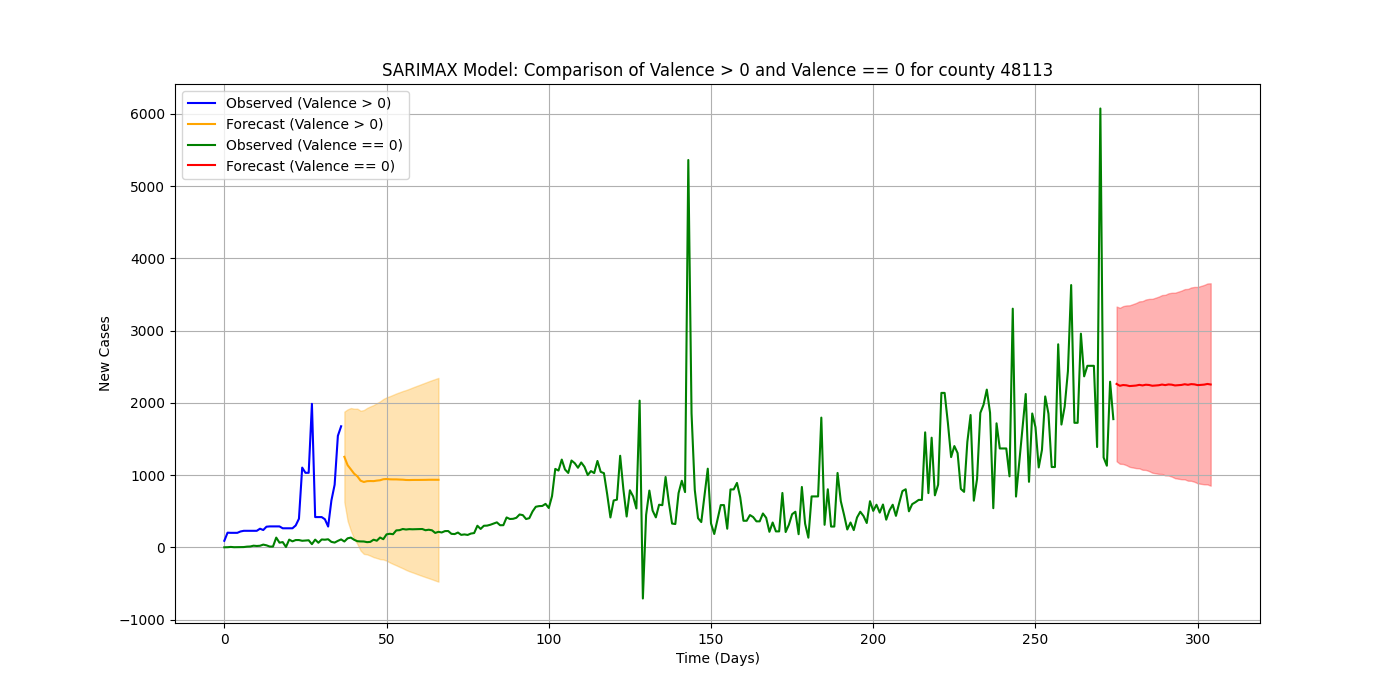 SARIMAX Model: Comparison of Valence > 0 and Valence == 0 for county 48113
Observed (Valence > 0)
Forecast (Valence > 0)
Observed (Valence == 0)
Forecast (Valence == 0)
New Cases
6000
5000
4000
3000
2000
1000
0
−1000
0 50 100 150 200 250 300
Time (Days)